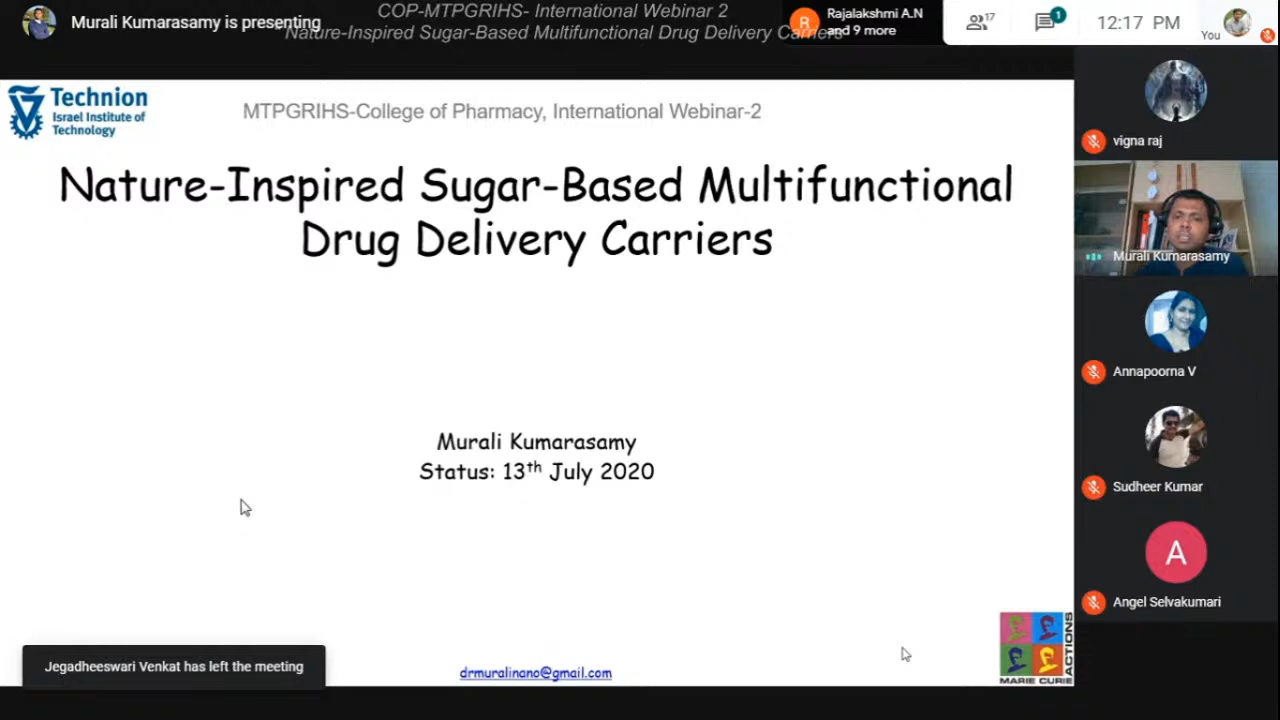 COP-MTPGRIHS- International Webinar 2
Murali Kumarasamy is presenting
"Nature-Inspired Sugar-Based Multifunctional Drug Delivery Carriers"
R
Rajalakshmi A.N
and 9 more
17
1
12:17 PM
You
Technion
Israel Institute of
Technology
MTPGRIHS-College of Pharmacy, International Webinar-2
Nature-Inspired Sugar-Based Multifunctional
Drug Delivery Carriers
Murali Kumarasamy
Status: 13th July 2020
drmuralinano@gmail.com
MARIE CURIE ACTIONS
Jegadheeswari Venkat has left the meeting
vigna raj
Murali Kumarasamy
Annapoorna V
Sudheer Kumar
A
Angel Selvakumari